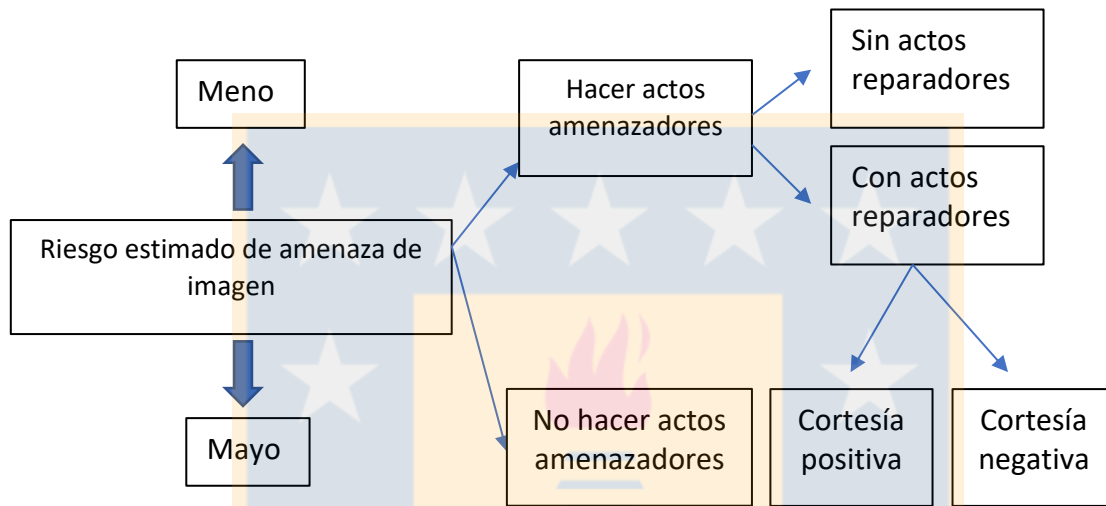 Meno
Riesgo estimado de amenaza de
imagen
Mayo
Hacer actos
amenazadores
No hacer actos
amenazadores
Sin actos
reparadores
Con actos
reparadores
Cortesía
positiva
Cortesía
negativa